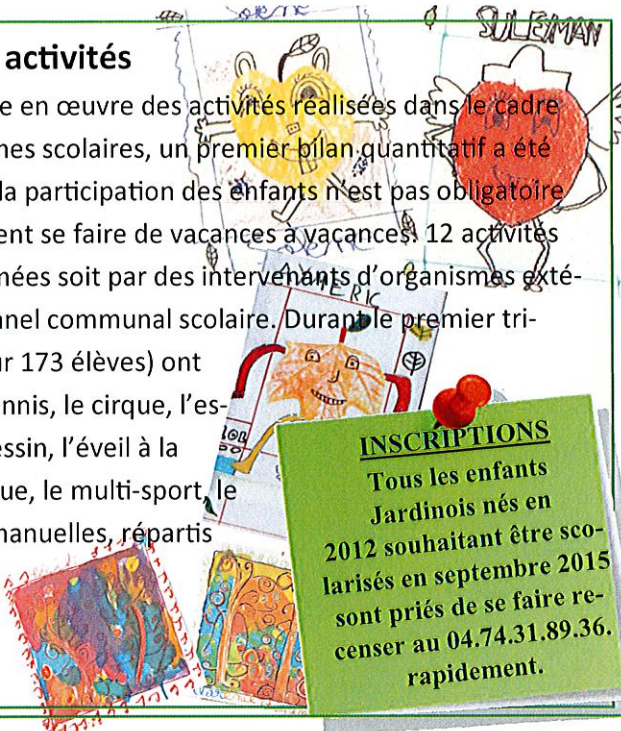 SULEYMAN
activités
e en œuvre des activités réalisées dans le cadre
nes scolaires, un premier bilan quantitatif a été
la participation des enfants n'est pas obligatoire
ent se faire de vacances à vacances. 12 activités
nées soit par des intervenants d'organismes exté-
nnel communal scolaire. Durant le premier tri-
ur 173 élèves) ont
nnis, le cirque, l'es-
essin, l'éveil à la
que, le multi-sport, le
manuelles, répartis
INSCRIPTIONS
Tous les enfants
Jardinois nés en
2012 souhaitant être sco-
larisés en septembre 2015
sont priés de se faire re-
censer au 04.74.31.89.36.
rapidement.